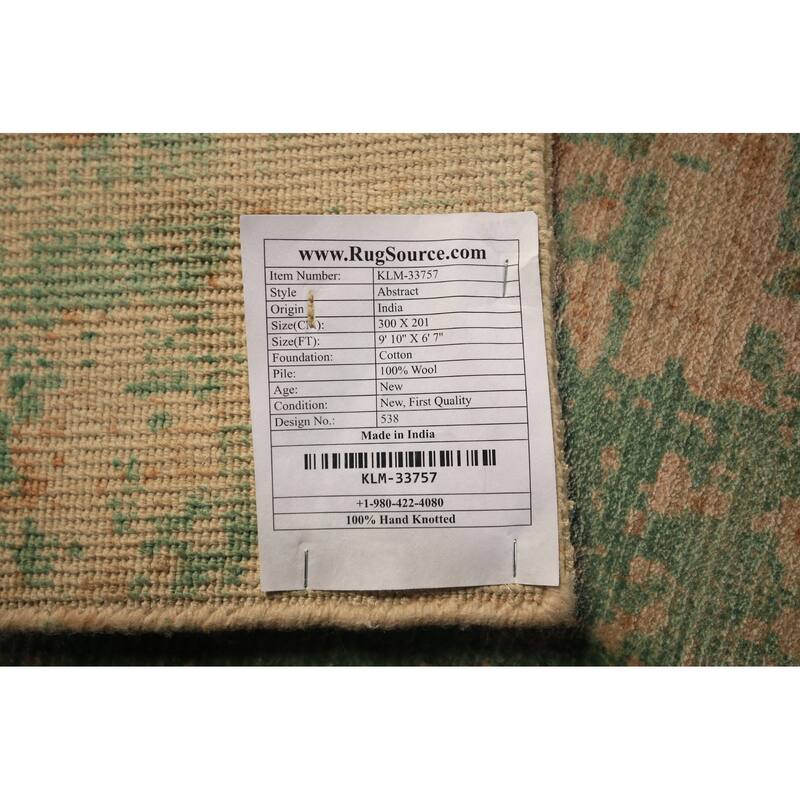 www.RugSource.com
Item Number: KLM-33757
Style Abstract
Origin India
Size(CM): 300 X 201
Size(FT): 9' 10" X 6' 7"
Foundation: Cotton
Pile: 100% Wool
Age: New
Condition: New, First Quality
Design No.: 538
Made in India
KLM-33757
+1-980-422-4080
100% Hand Knotted